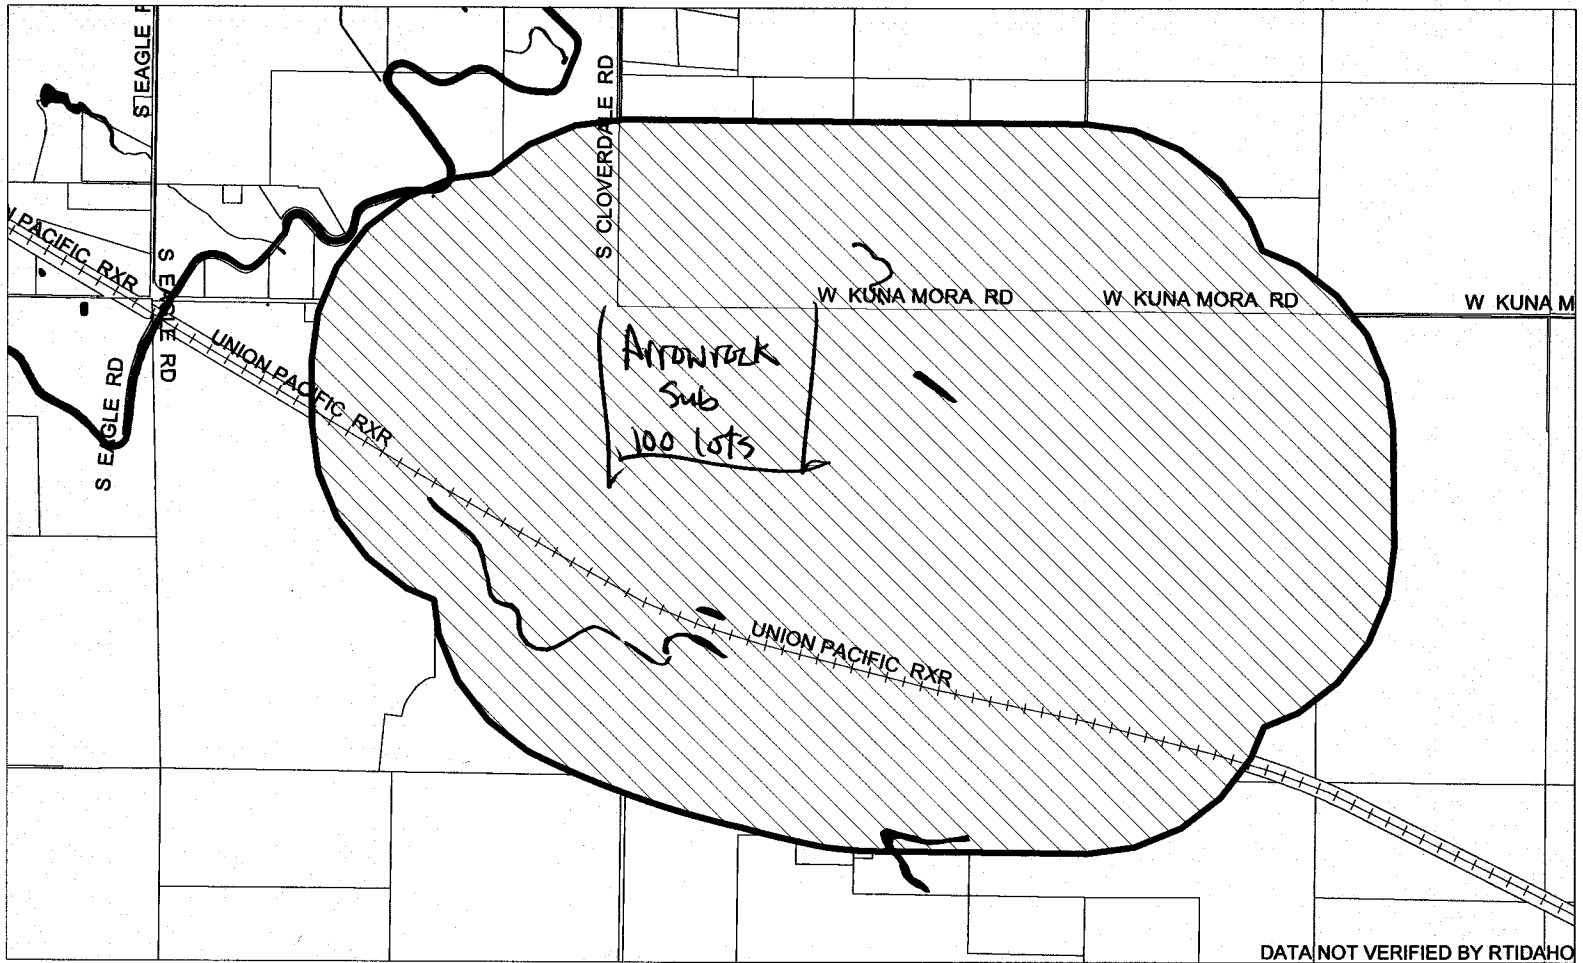 S EAGLE R
S CLOVERDALE RD
N PACIFIC RXR
S EAGLE RD
W KUNA MORA RD
W KUNA MORA RD
W KUNA M
UNION PACIFIC RXR
Arrowrock
Sub
100 lots
S EAGLE RD
UNION PACIFIC RXR
DATA NOT VERIFIED BY RTIDAHO